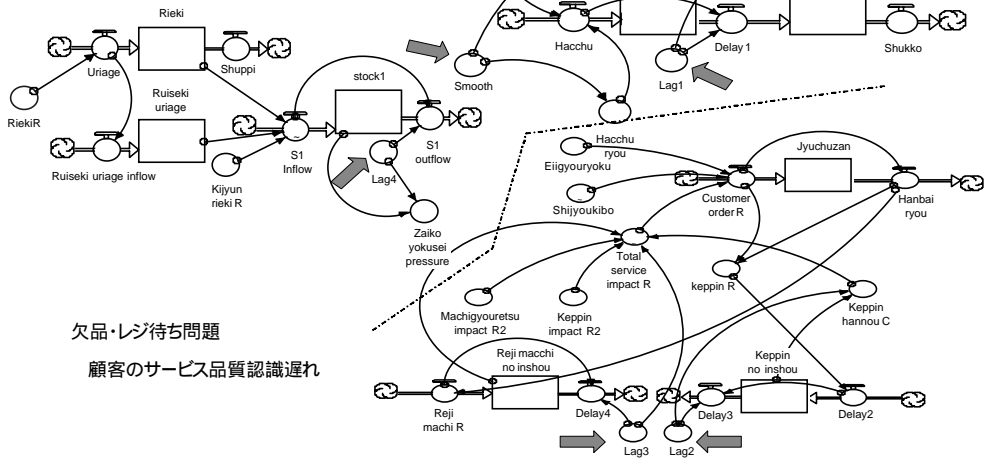 Rieki
Uriage
Shuppi
RiekiR
Ruiseki
uriage
Ruiseki uriage inflow
Kijyun
rieki R
stock1
S1
Inflow
S1
outflow
Lag4
Zaiko
yokusei
pressure
Smooth
Hacchu
Lag1
Delay1
Shukko
Hacchu
ryou
Eiigyouryoku
Shijyoukibo
Customer
order R
Jyuchuzan
Hanbai
ryou
Total
service
impact R
keppin R
Keppin
hannou C
Machigyouretsu
impact R2
Keppin
impact R2
欠品・レジ待ち問題
顧客のサービス品質認識遅れ
Reji macchi
no inshou
Reji
machi R
Delay4
Lag3
Lag2
Delay3
Keppin
no inshou
Delay2